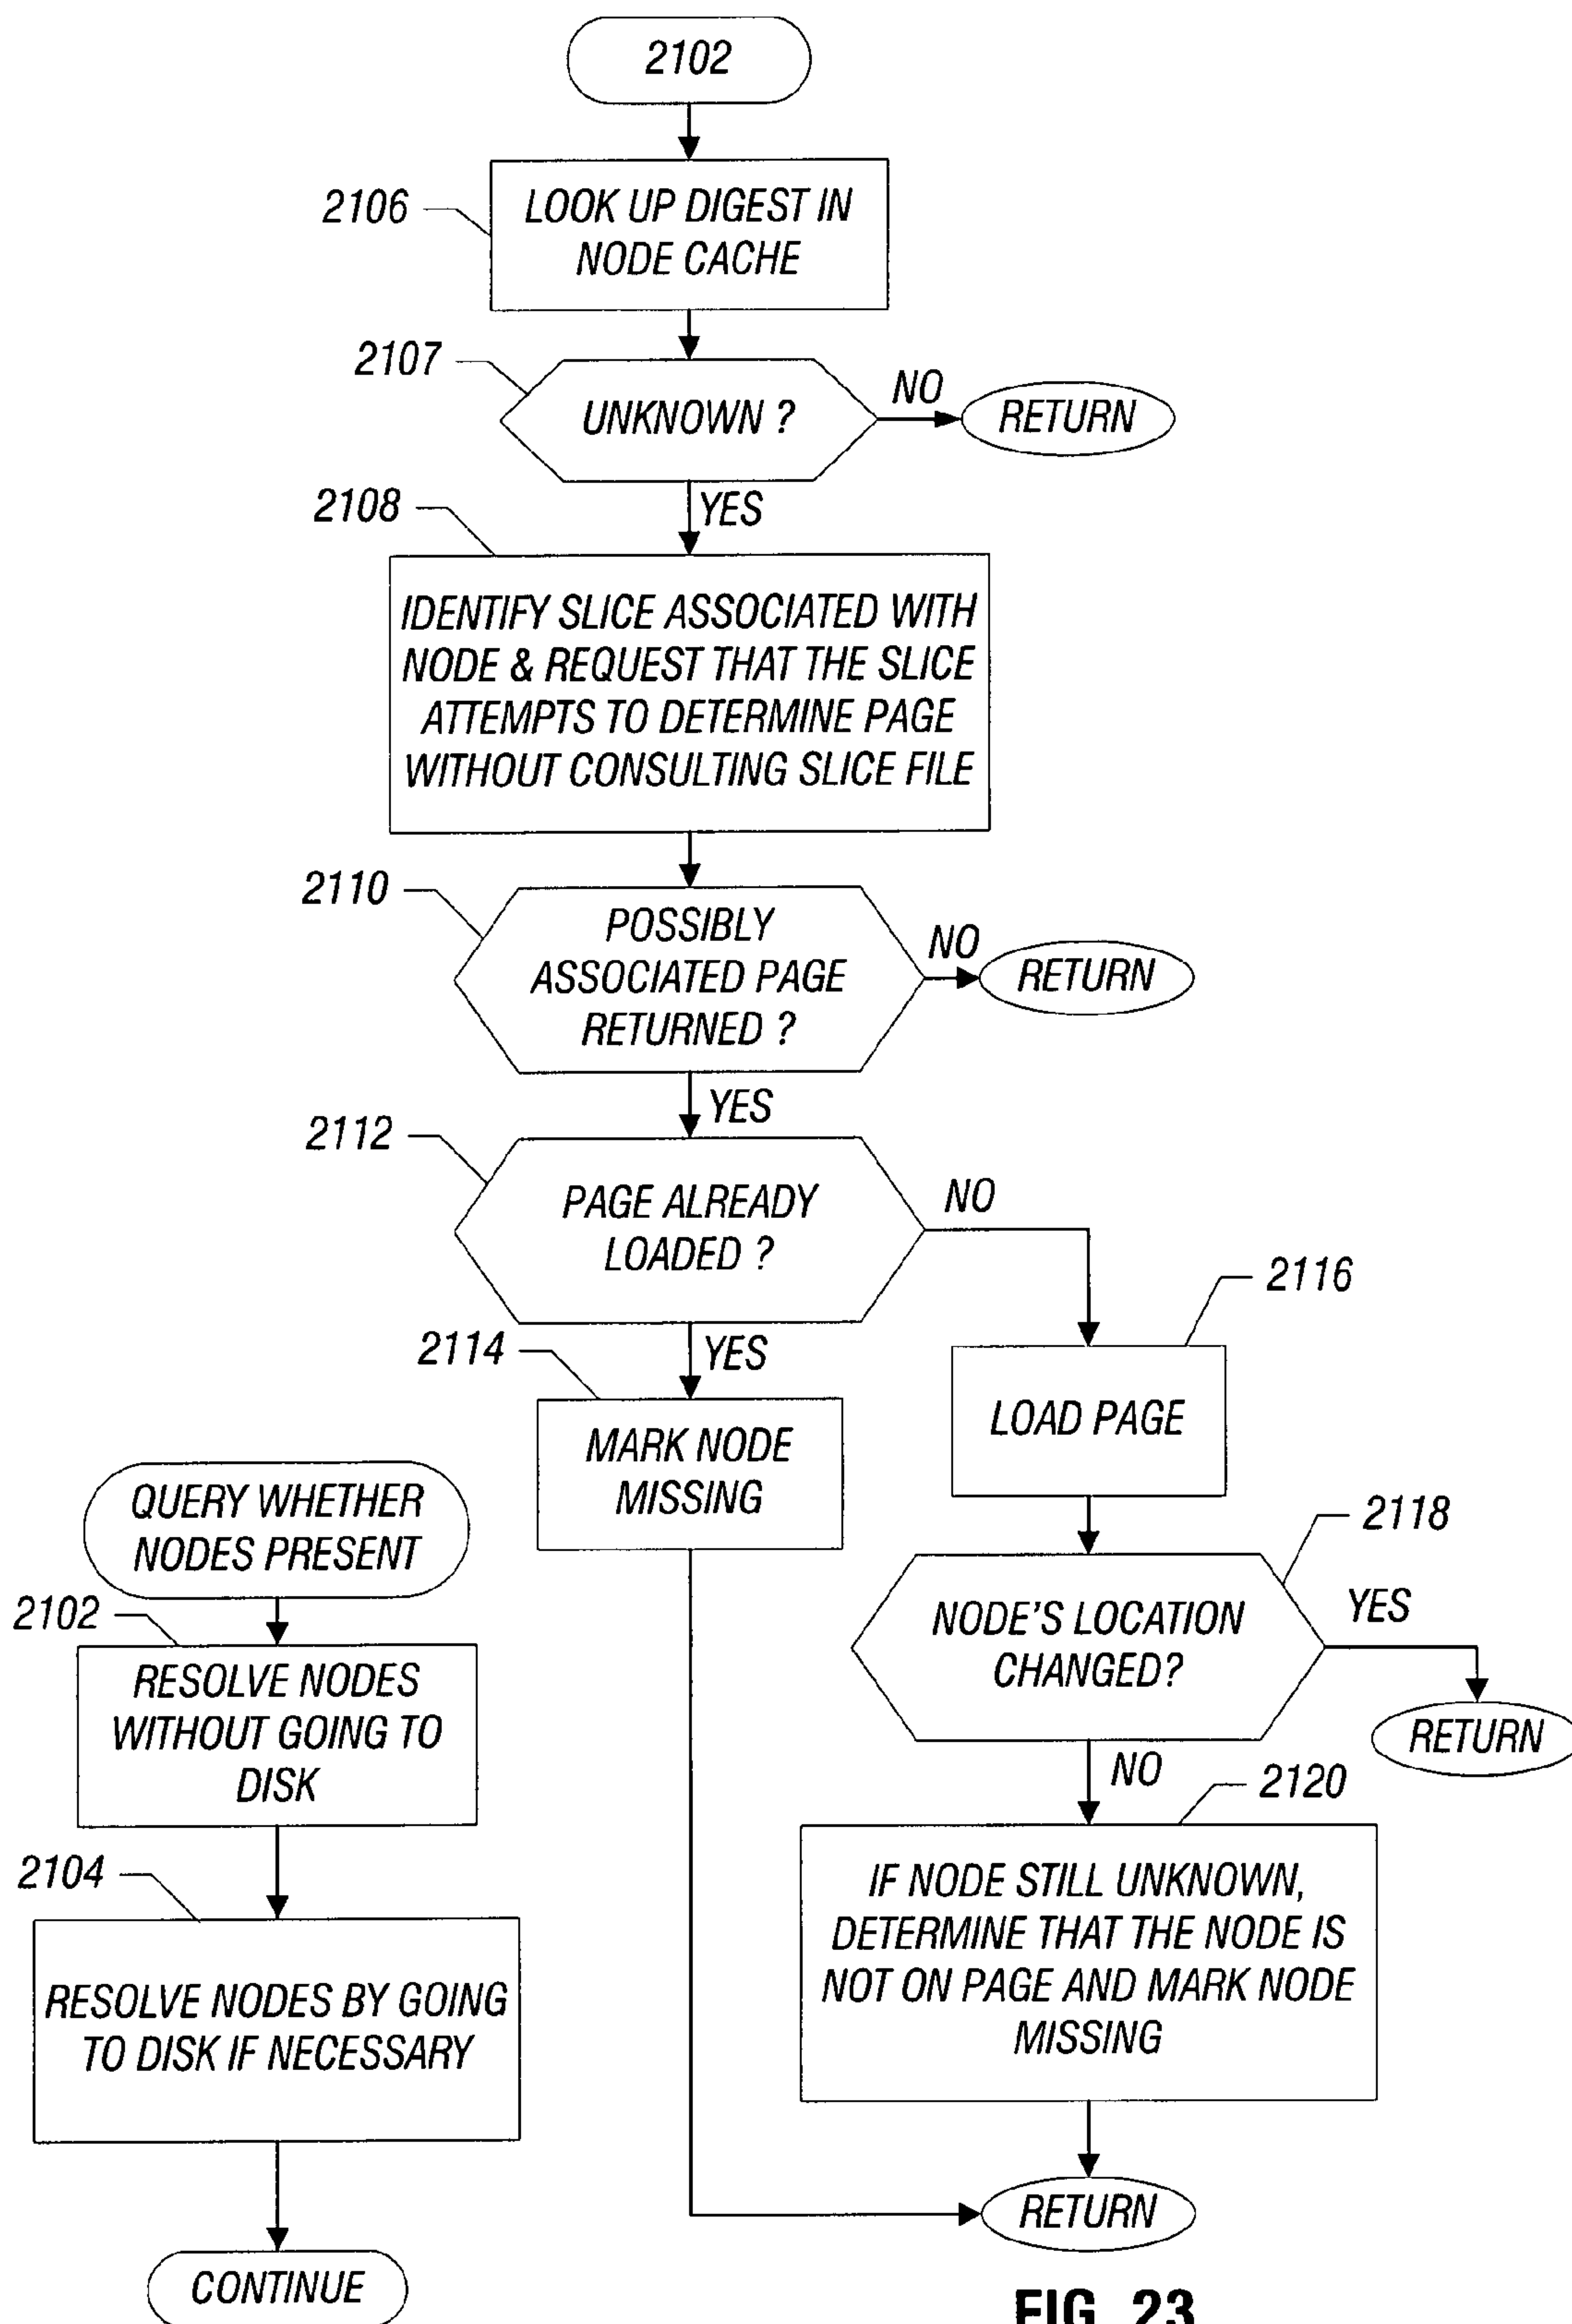 2102
2106
LOOK UP DIGEST IN
NODE CACHE
2107
UNKNOWN ?
NO
RETURN
YES
2108
IDENTIFY SLICE ASSOCIATED WITH
NODE & REQUEST THAT THE SLICE
ATTEMPTS TO DETERMINE PAGE
WITHOUT CONSULTING SLICE FILE
2110
POSSIBLY
ASSOCIATED PAGE
RETURNED ?
NO
RETURN
YES
2112
PAGE ALREADY
LOADED ?
NO
YES
2114
MARK NODE
MISSING
2116
LOAD PAGE
2118
NODE'S LOCATION
CHANGED?
YES
RETURN
NO
2120
IF NODE STILL UNKNOWN,
DETERMINE THAT THE NODE IS
NOT ON PAGE AND MARK NODE
MISSING
RETURN
QUERY WHETHER
NODES PRESENT
2102
RESOLVE NODES
WITHOUT GOING TO
DISK
2104
RESOLVE NODES BY GOING
TO DISK IF NECESSARY
CONTINUE
FIG. 23